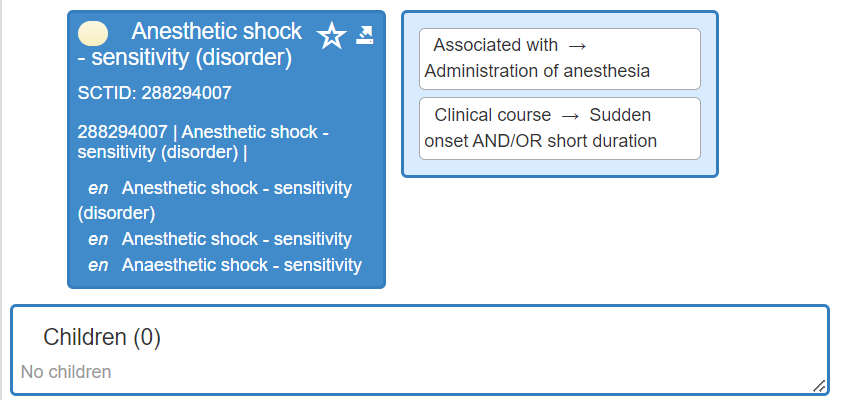 Anesthetic shock
- sensitivity (disorder)
SCTID: 288294007
288294007 | Anesthetic shock -
sensitivity (disorder) |
en Anesthetic shock - sensitivity
(disorder)
en Anesthetic shock - sensitivity
en Anaesthetic shock - sensitivity
Associated with →
Administration of anesthesia
Clinical course → Sudden
onset AND/OR short duration
Children (0)
No children